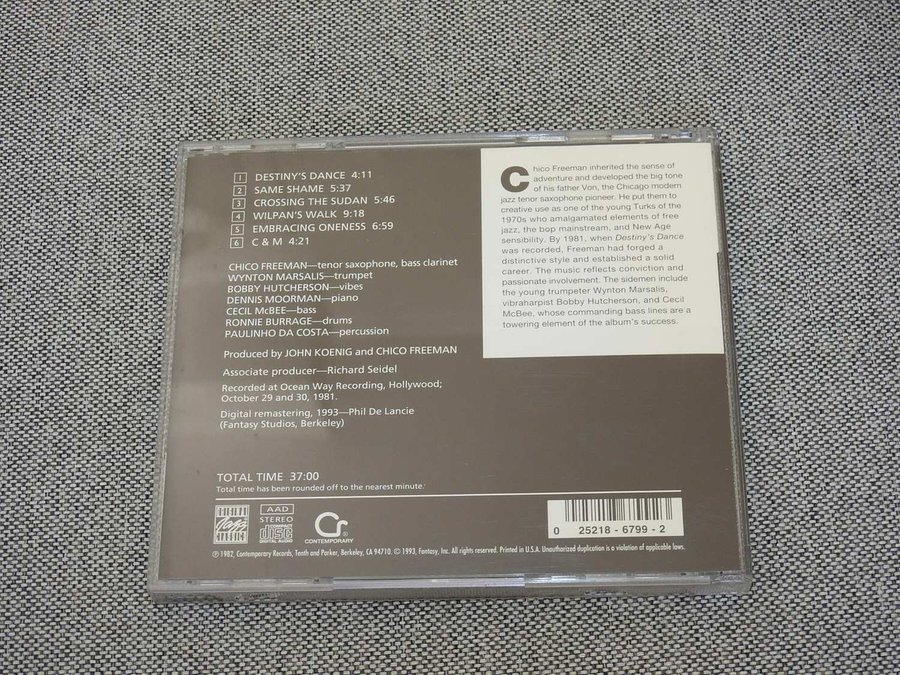 1 DESTINY'S DANCE 4:11
2 SAME SHAME 5:37
3 CROSSING THE SUDAN 5:46
4 WILPAN'S WALK 9:18
5 EMBRACING ONENESS 6:59
6 C & M 4:21
CHICO FREEMAN—tenor saxophone, bass clarinet
WYNTON MARSALIS—trumpet
BOBBY HUTCHERSON—vibes
DENNIS MOORMAN—piano
CECIL McBEE—bass
RONNIE BURRAGE—drums
PAULINHO DA COSTA—percussion
Produced by JOHN KOENIG and CHICO FREEMAN
Associate producer—Richard Seidel
Recorded at Ocean Way Recording, Hollywood;
October 29 and 30, 1981.
Digital remastering, 1993—Phil De Lancie
(Fantasy Studios, Berkeley)
Chico Freeman inherited the sense of
adventure and developed the big tone
of his father Von, the Chicago modern
jazz tenor saxophone pioneer. He put them to
creative use as one of the young Turks of the
1970s who amalgamated elements of free
jazz, the bop mainstream, and New Age
sensibility. By 1981, when Destiny's Dance
was recorded, Freeman had forged a
distinctive style and established a solid
career. The music reflects conviction and
passionate involvement. The sidemen include
the young trumpeter Wynton Marsalis,
vibraharpist Bobby Hutcherson, and Cecil
McBee, whose commanding bass lines are a
towering element of the album's success.
TOTAL TIME 37:00
Total time has been rounded off to the nearest minute.
Jazz
AAD
STEREO
COMPACT
disc
DIGITAL AUDIO
Cr ®
CONTEMPORARY
0 25218-6799-2
℗ 1982, Contemporary Records, Tenth and Parker, Berkeley, CA 94710. © 1993, Fantasy, Inc. All rights reserved. Printed in U.S.A. Unauthorized duplication is a violation of applicable laws.